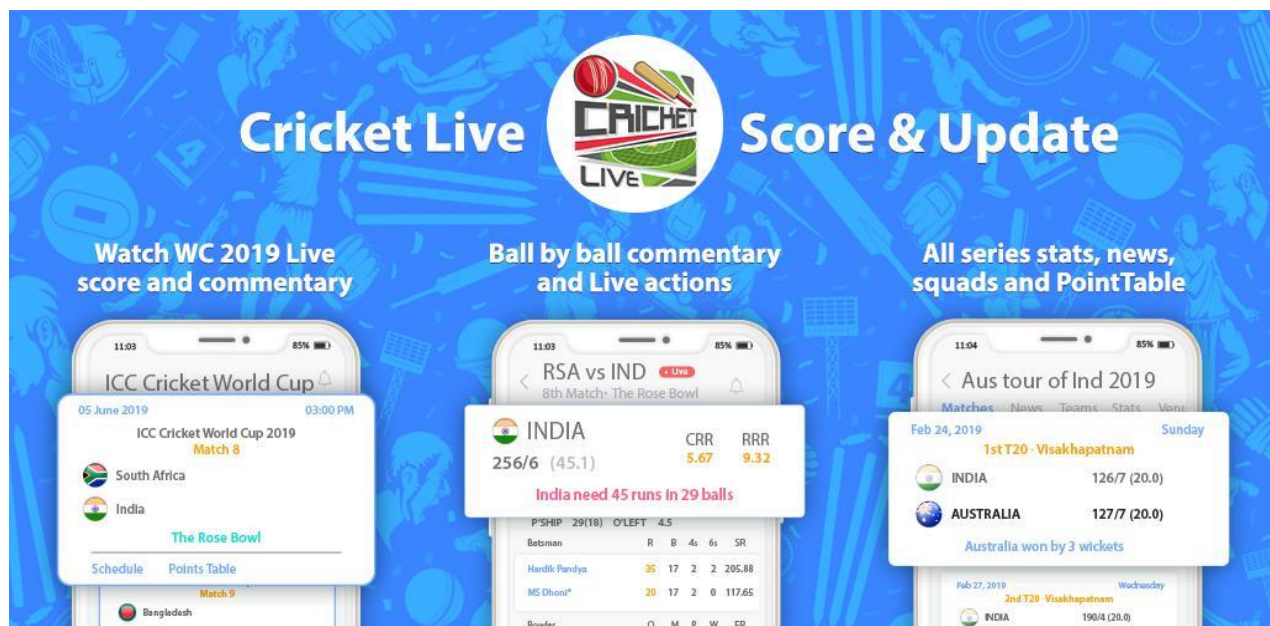 Cricket Live
CRICKET
LIVE
Score & Update
Watch WC 2019 Live
score and commentary
11:03
85%
ICC Cricket World Cup
05 June 2019 03:00 PM
ICC Cricket World Cup 2019
Match 8
South Africa
India
The Rose Bowl
Schedule Points Table
Match 9
Bangladesh
Ball by ball commentary
and Live actions
11:03
85%
RSA vs IND Live
8th Match· The Rose Bowl
INDIA
CRR RRR
256/6 (45.1) 5.67 9.32
India need 45 runs in 29 balls
P'SHIP 29(18) O'LEFT 4.5
Batsman R B 4s 6s SR
Hardik Pandya 35 17 2 2 205.88
MS Dhoni* 20 17 2 0 117.65
Bowler O M R W ER
All series stats, news,
squads and PointTable
11:04
85%
Aus tour of Ind 2019
Matches News Teams Stats
Feb 24, 2019 Sunday
1st T20 · Visakhapatnam
INDIA 126/7 (20.0)
AUSTRALIA 127/7 (20.0)
Australia won by 3 wickets
Feb 27, 2019 Wednesday
2nd T20 Visakhapatnam
INDIA 190/4 (20.0)